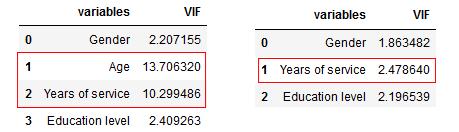 variables VIF
0 Gender 2.207155
1 Age 13.706320
2 Years of service 10.299486
3 Education level 2.409263
variables VIF
0 Gender 1.863482
1 Years of service 2.478640
2 Education level 2.196539